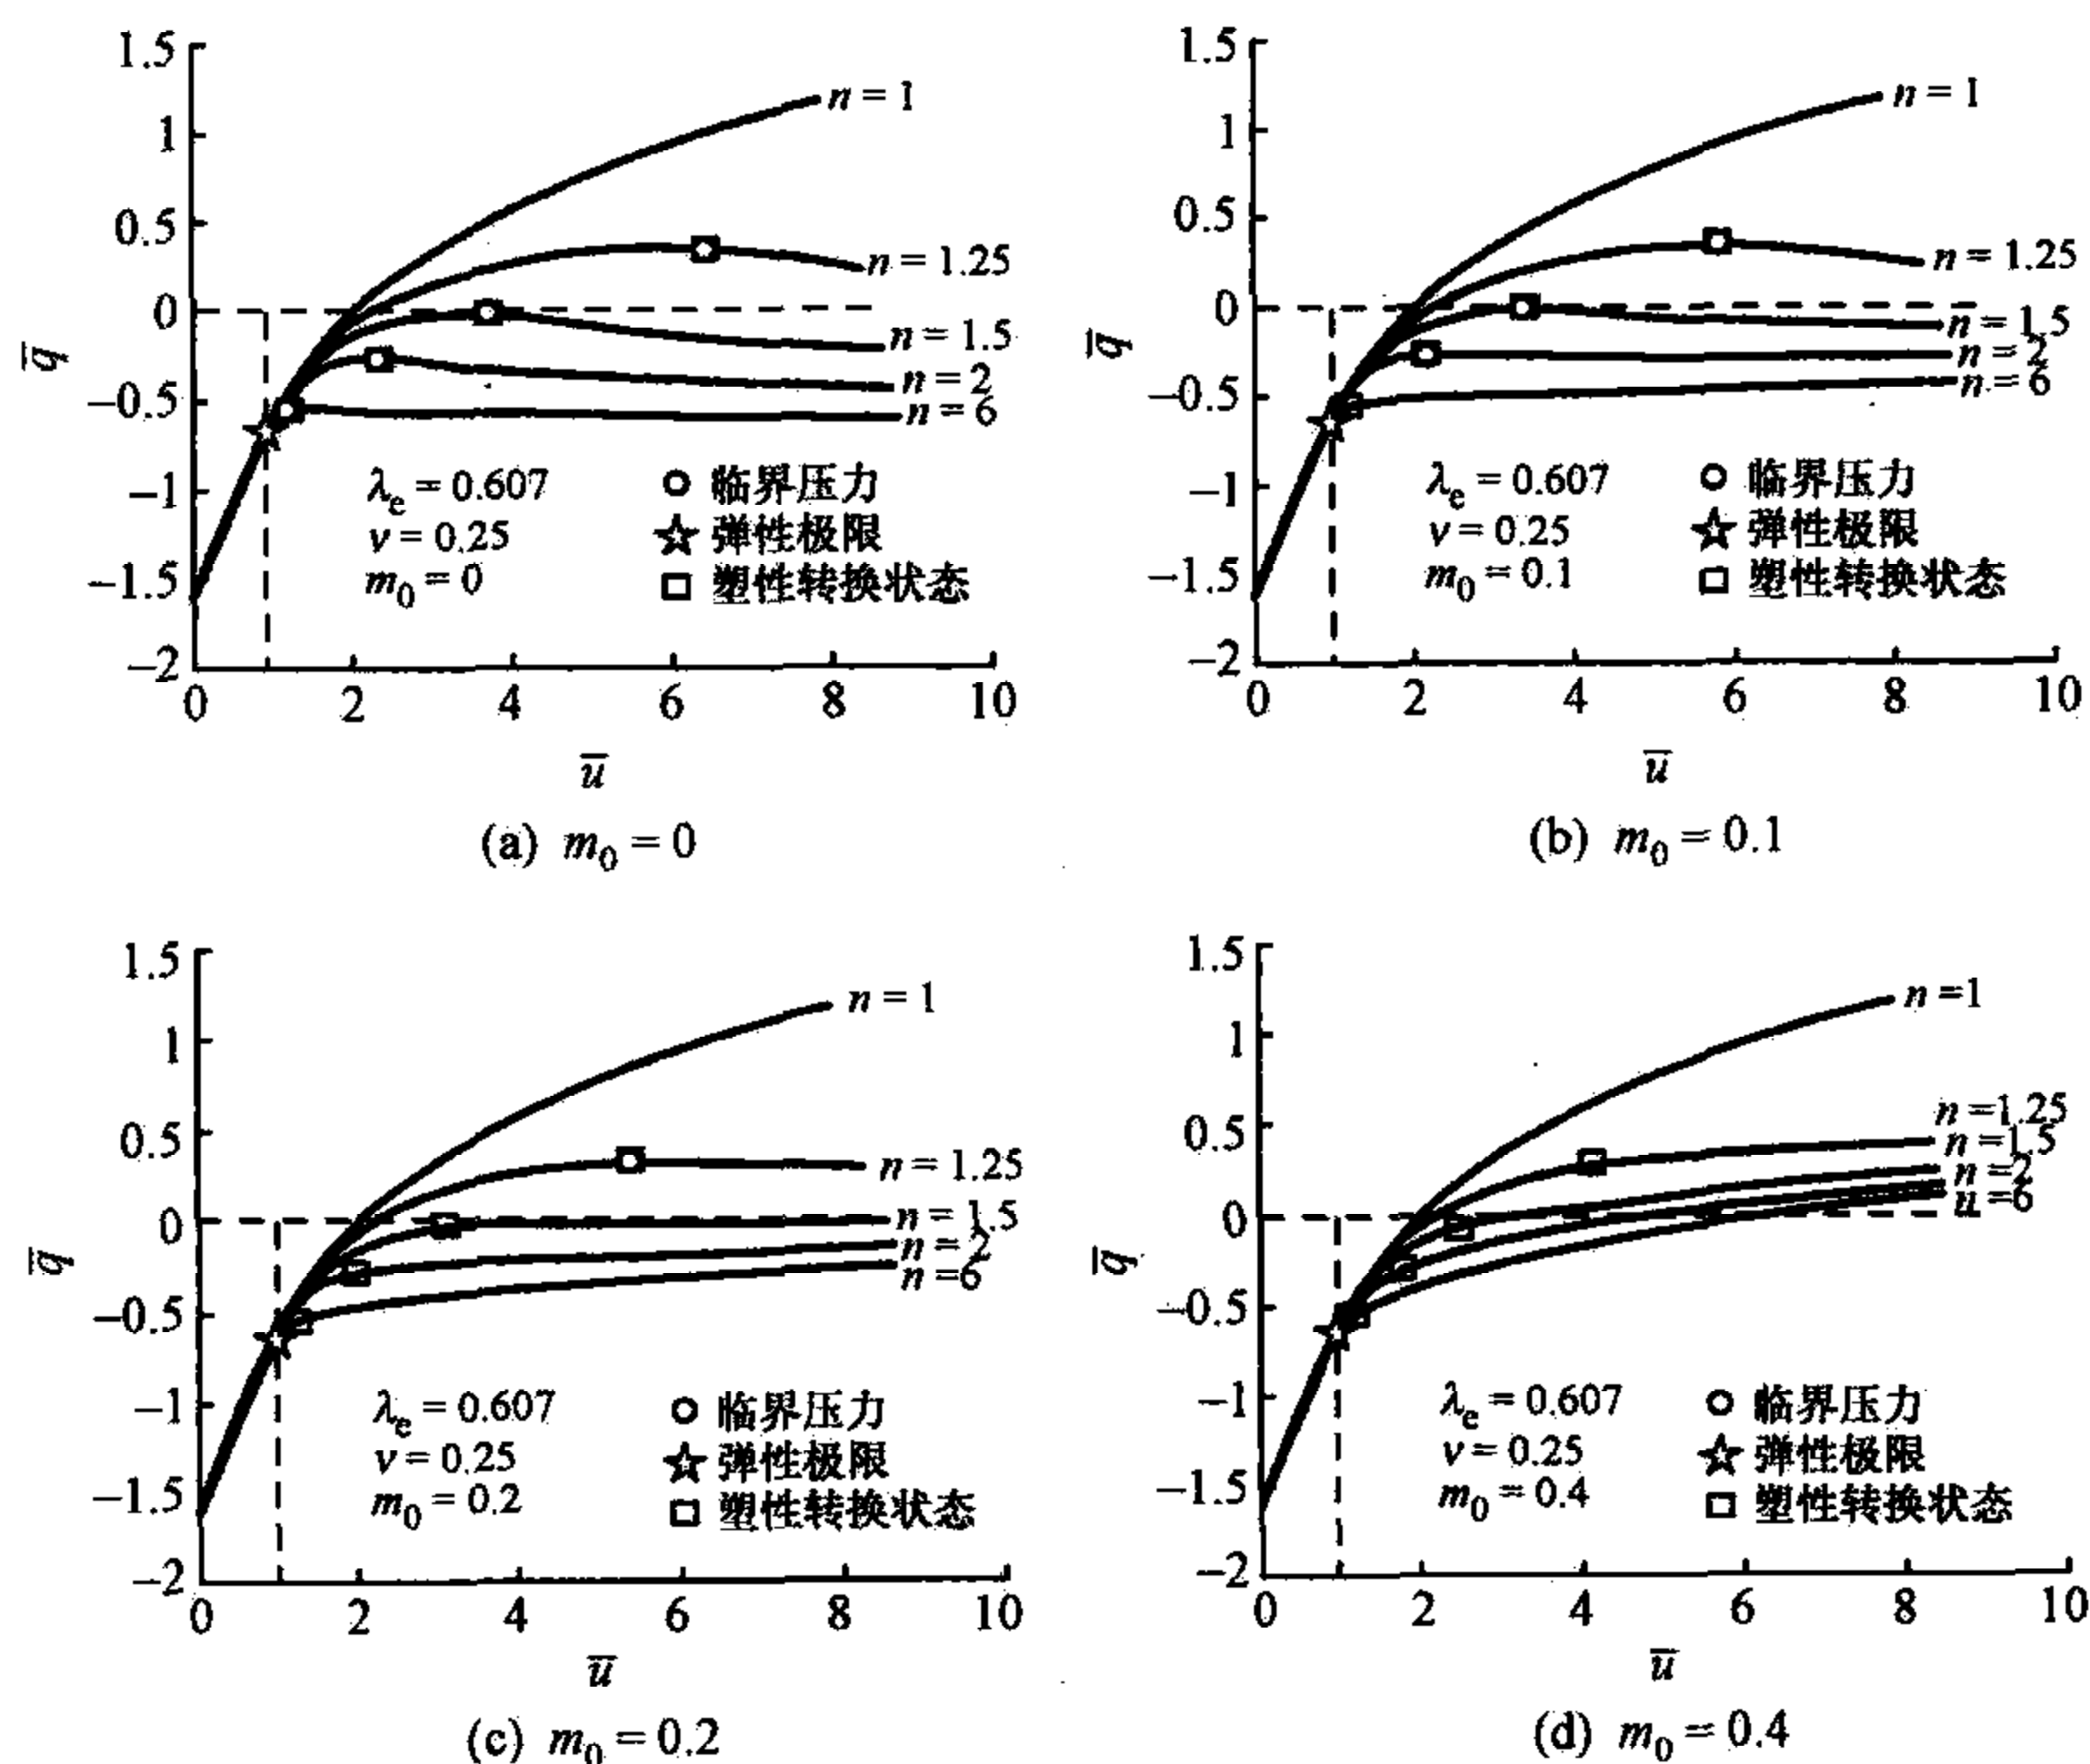 1.5
1
0.5
0
−0.5
−1
−1.5
−2
q̅
n = 1
n = 1.25
n = 1.5
n = 2
n = 6
λe = 0.607
ν = 0.25
m0 = 0
临界压力
弹性极限
塑性转换状态
0 2 4 6 8 10
u̅
(a) m0 = 0
1.5
1
0.5
0
−0.5
−1
−1.5
−2
q̅
n = 1
n = 1.25
n = 1.5
n = 2
n = 6
λe = 0.607
ν = 0.25
m0 = 0.1
临界压力
弹性极限
塑性转换状态
0 2 4 6 8 10
u̅
(b) m0 = 0.1
1.5
1
0.5
0
−0.5
−1
−1.5
−2
q̅
n = 1
n = 1.25
n = 1.5
n = 2
n =6
λe = 0.607
ν = 0.25
m0 = 0.2
临界压力
弹性极限
塑性转换状态
0 2 4 6 8 10
u̅
(c) m0 = 0.2
1.5
1
0.5
0
−0.5
−1
−1.5
−2
q̅
n =1
n =1.25
n =1.5
n =2
n =6
λe = 0.607
ν = 0.25
m0 = 0.4
临界压力
弹性极限
塑性转换状态
0 2 4 6 8 10
u̅
(d) m0 = 0.4